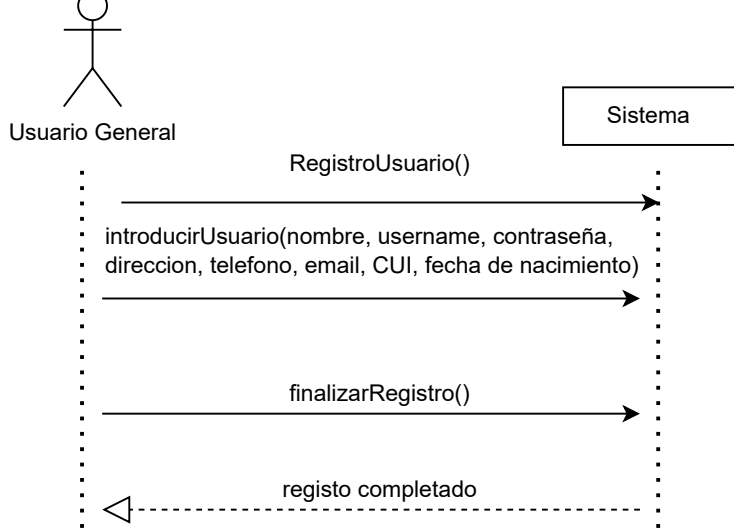 Usuario General
Sistema
RegistroUsuario()
introducirUsuario(nombre, username, contraseña,
direccion, telefono, email, CUI, fecha de nacimiento)
finalizarRegistro()
registo completado